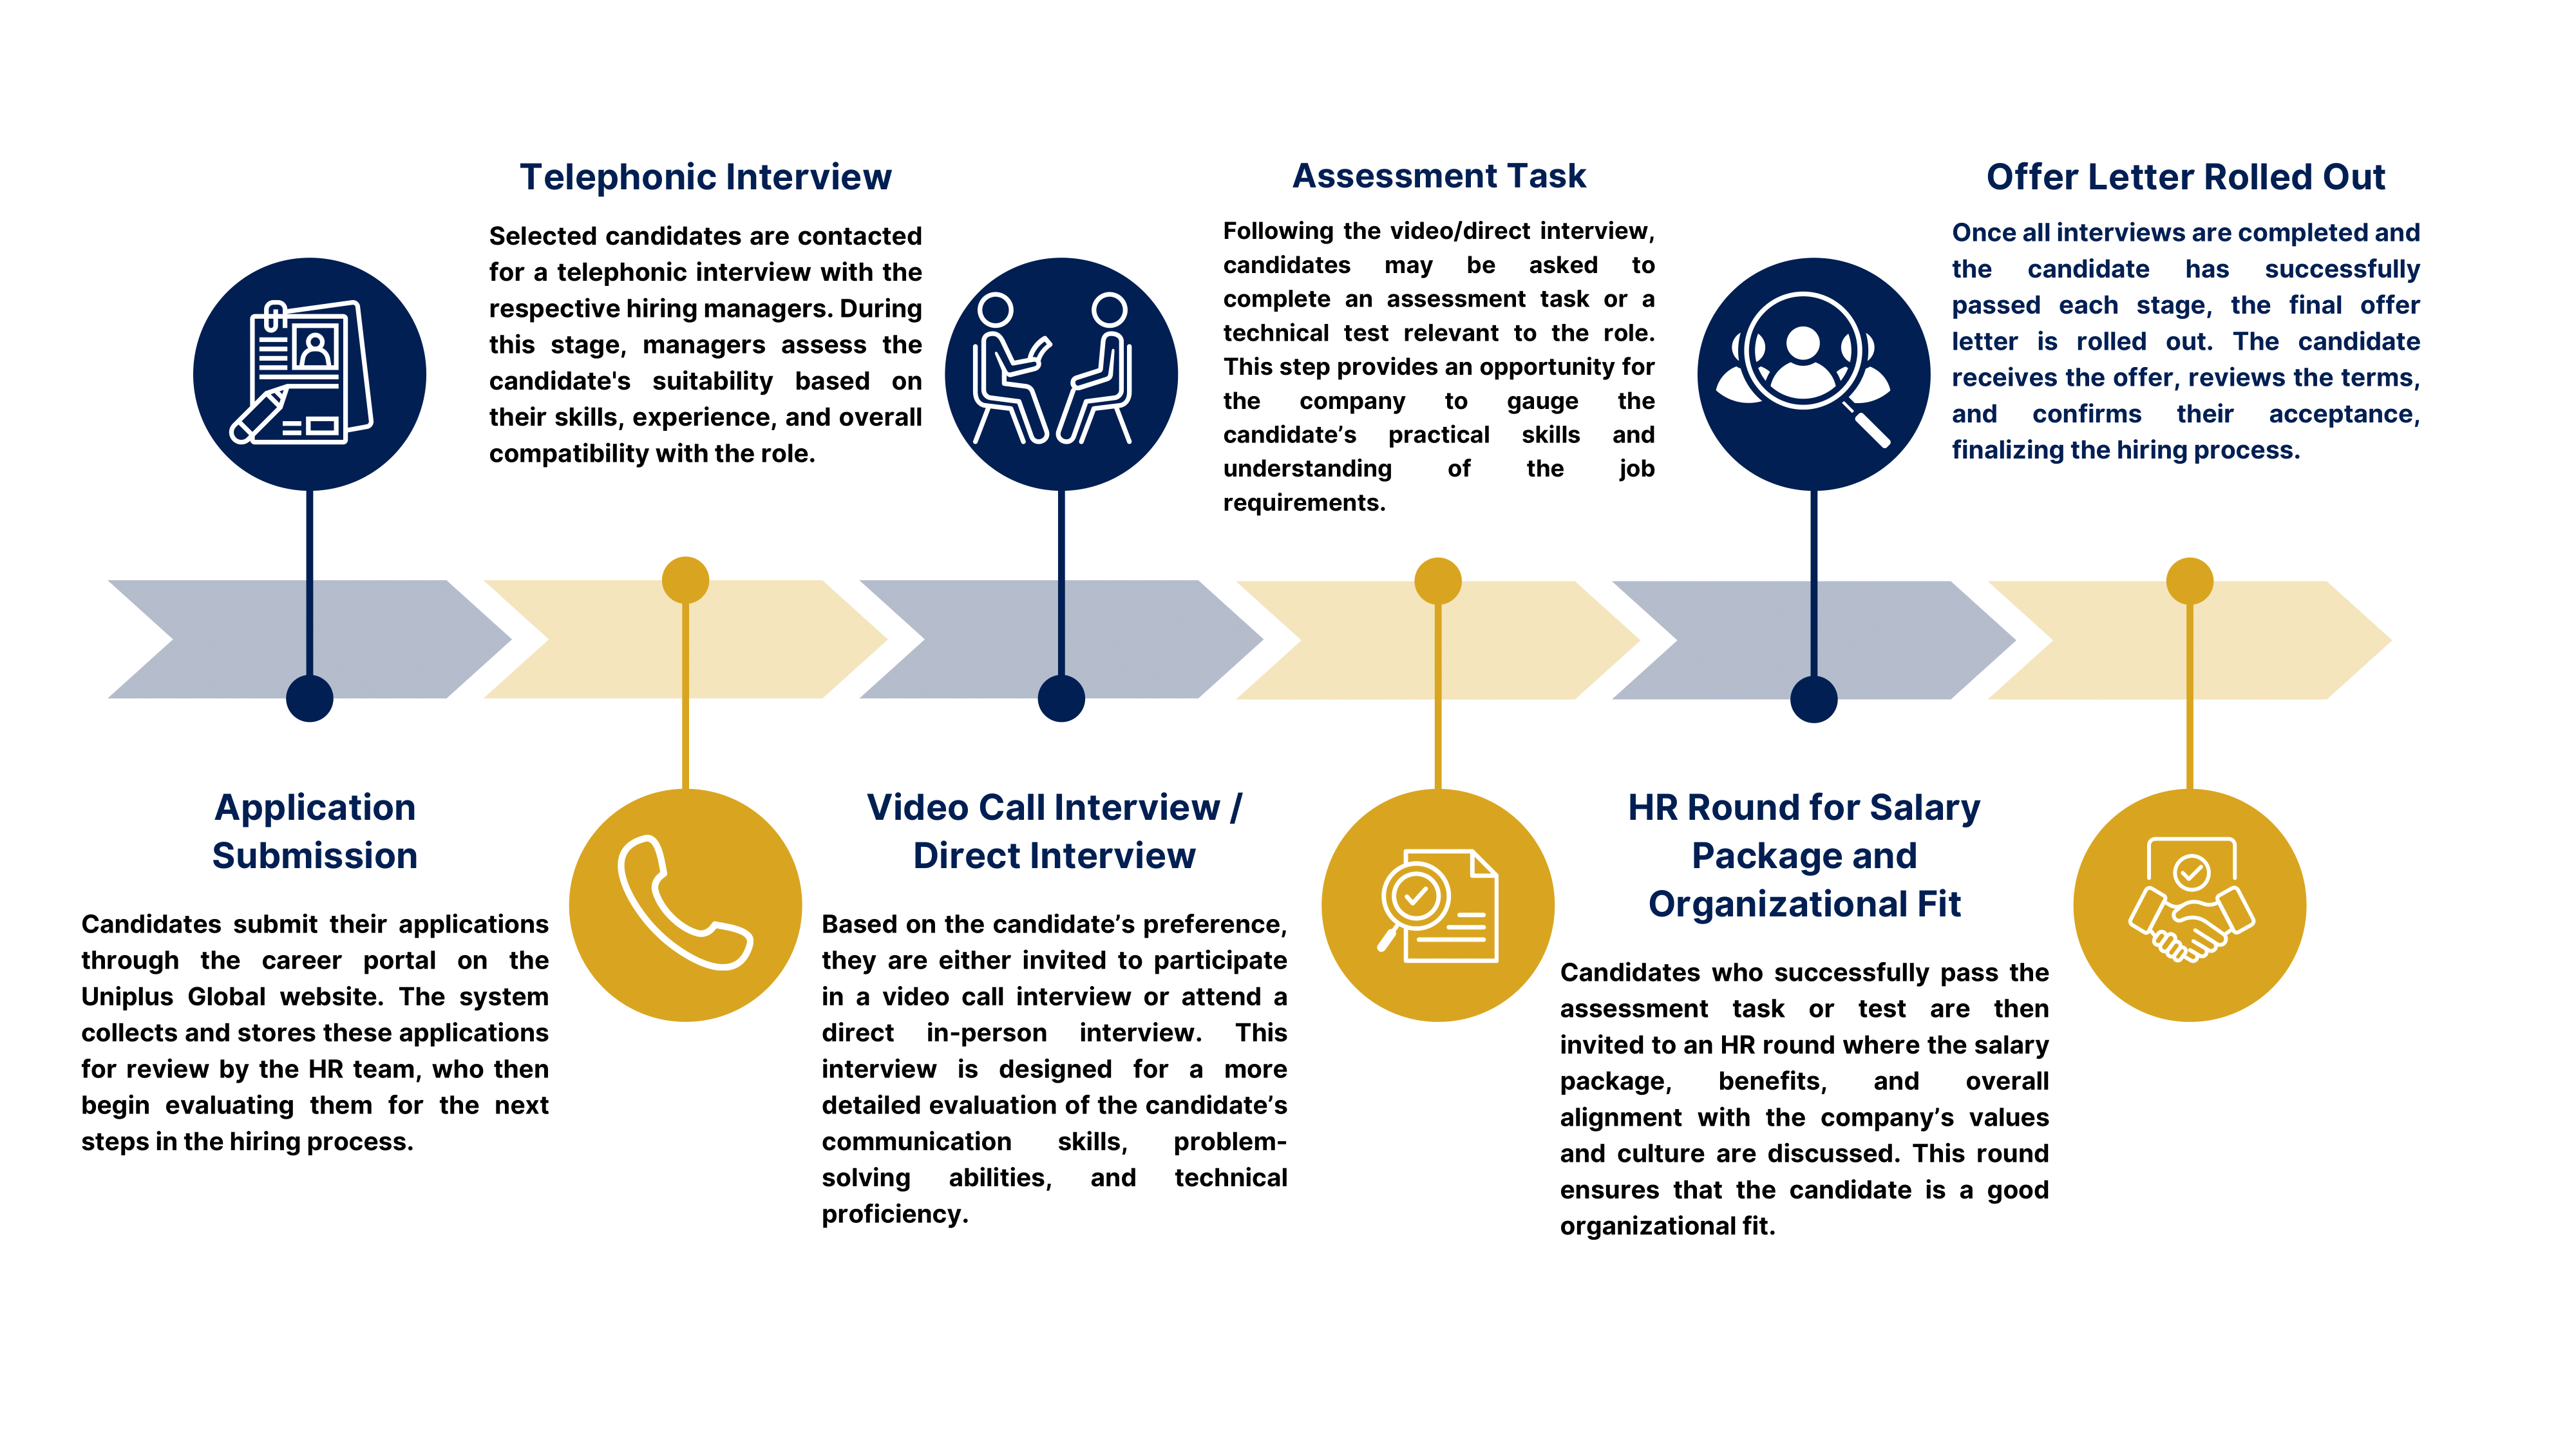 Application
Submission
Candidates submit their applications
through the career portal on the
Uniplus Global website. The system
collects and stores these applications
for review by the HR team, who then
begin evaluating them for the next
steps in the hiring process.
Telephonic Interview
Selected candidates are contacted
for a telephonic interview with the
respective hiring managers. During
this stage, managers assess the
candidate's suitability based on
their skills, experience, and overall
compatibility with the role.
Video Call Interview /
Direct Interview
Based on the candidate’s preference,
they are either invited to participate
in a video call interview or attend a
direct in-person interview. This
interview is designed for a more
detailed evaluation of the candidate’s
communication skills, problem-
solving abilities, and technical
proficiency.
Assessment Task
Following the video/direct interview,
candidates may be asked to
complete an assessment task or a
technical test relevant to the role.
This step provides an opportunity for
the company to gauge the
candidate’s practical skills and
understanding of the job
requirements.
HR Round for Salary
Package and
Organizational Fit
Candidates who successfully pass the
assessment task or test are then
invited to an HR round where the salary
package, benefits, and overall
alignment with the company’s values
and culture are discussed. This round
ensures that the candidate is a good
organizational fit.
Offer Letter Rolled Out
Once all interviews are completed and
the candidate has successfully
passed each stage, the final offer
letter is rolled out. The candidate
receives the offer, reviews the terms,
and confirms their acceptance,
finalizing the hiring process.